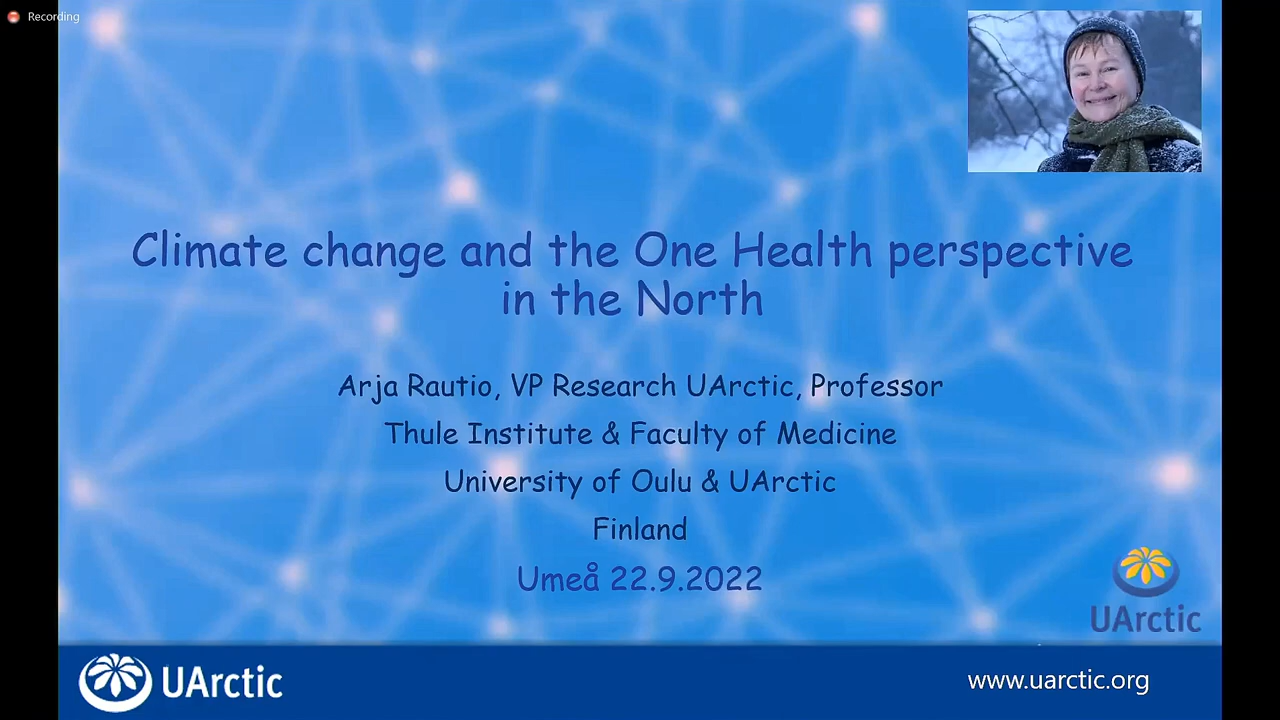 Recording
Climate change and the One Health perspective
in the North
Arja Rautio, VP Research UArctic, Professor
Thule Institute & Faculty of Medicine
University of Oulu & UArctic
Finland
Umeå 22.9.2022
UArctic
UArctic
www.uarctic.org